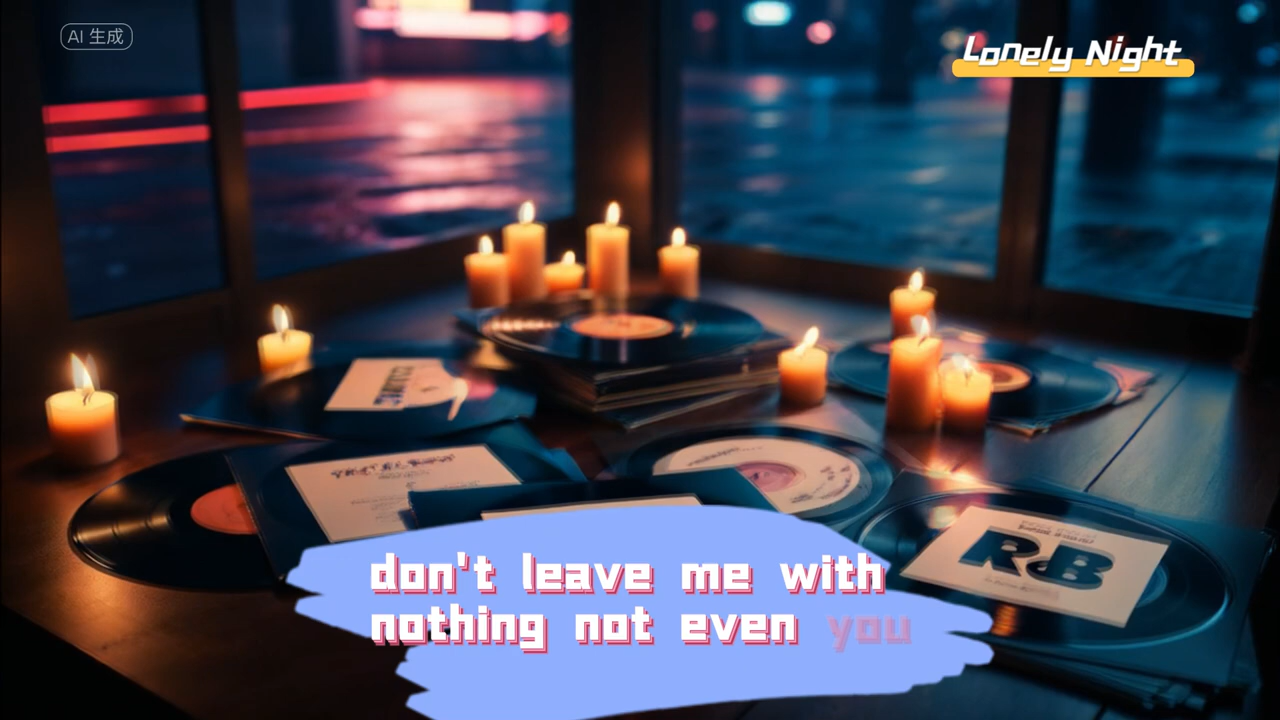 AI 生成
Lonely Night
RB
don't leave me with
nothing not even you